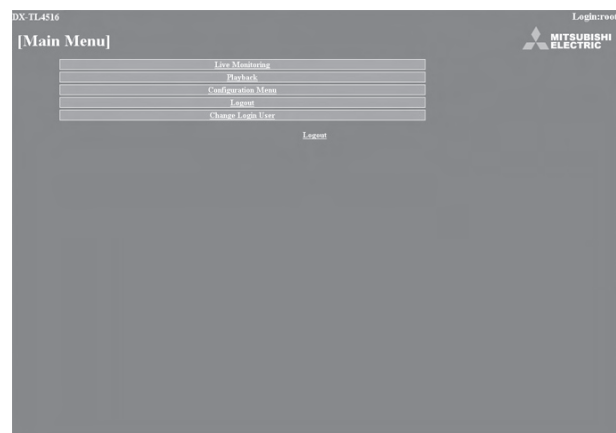 DX-TL4516
Login:root
[Main Menu]
MITSUBISHI
ELECTRIC
Live Monitoring
Playback
Configuration Menu
Logout
Change Login User
Logout